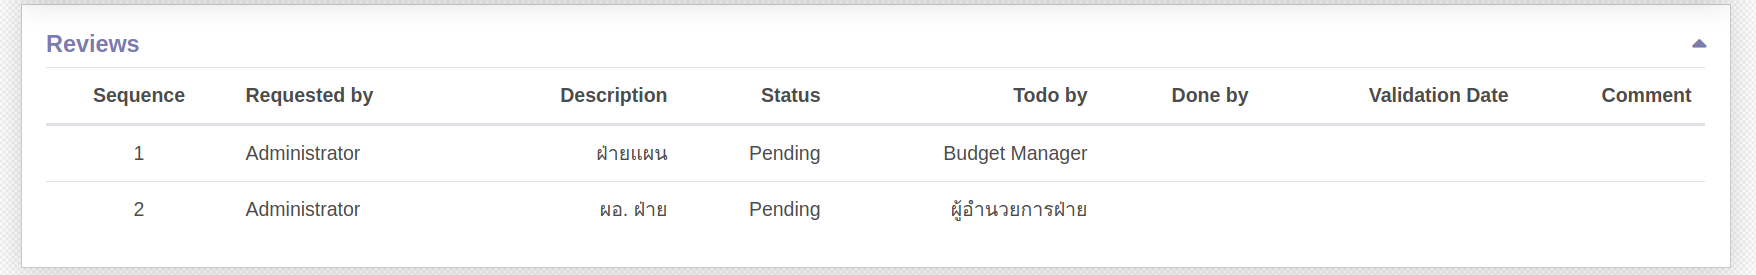 Reviews
Sequence Requested by Description Status Todo by Done by Validation Date Comment
1 Administrator ฝ่ายแผน Pending Budget Manager
2 Administrator ผอ. ฝ่าย Pending ผู้อำนวยการฝ่าย